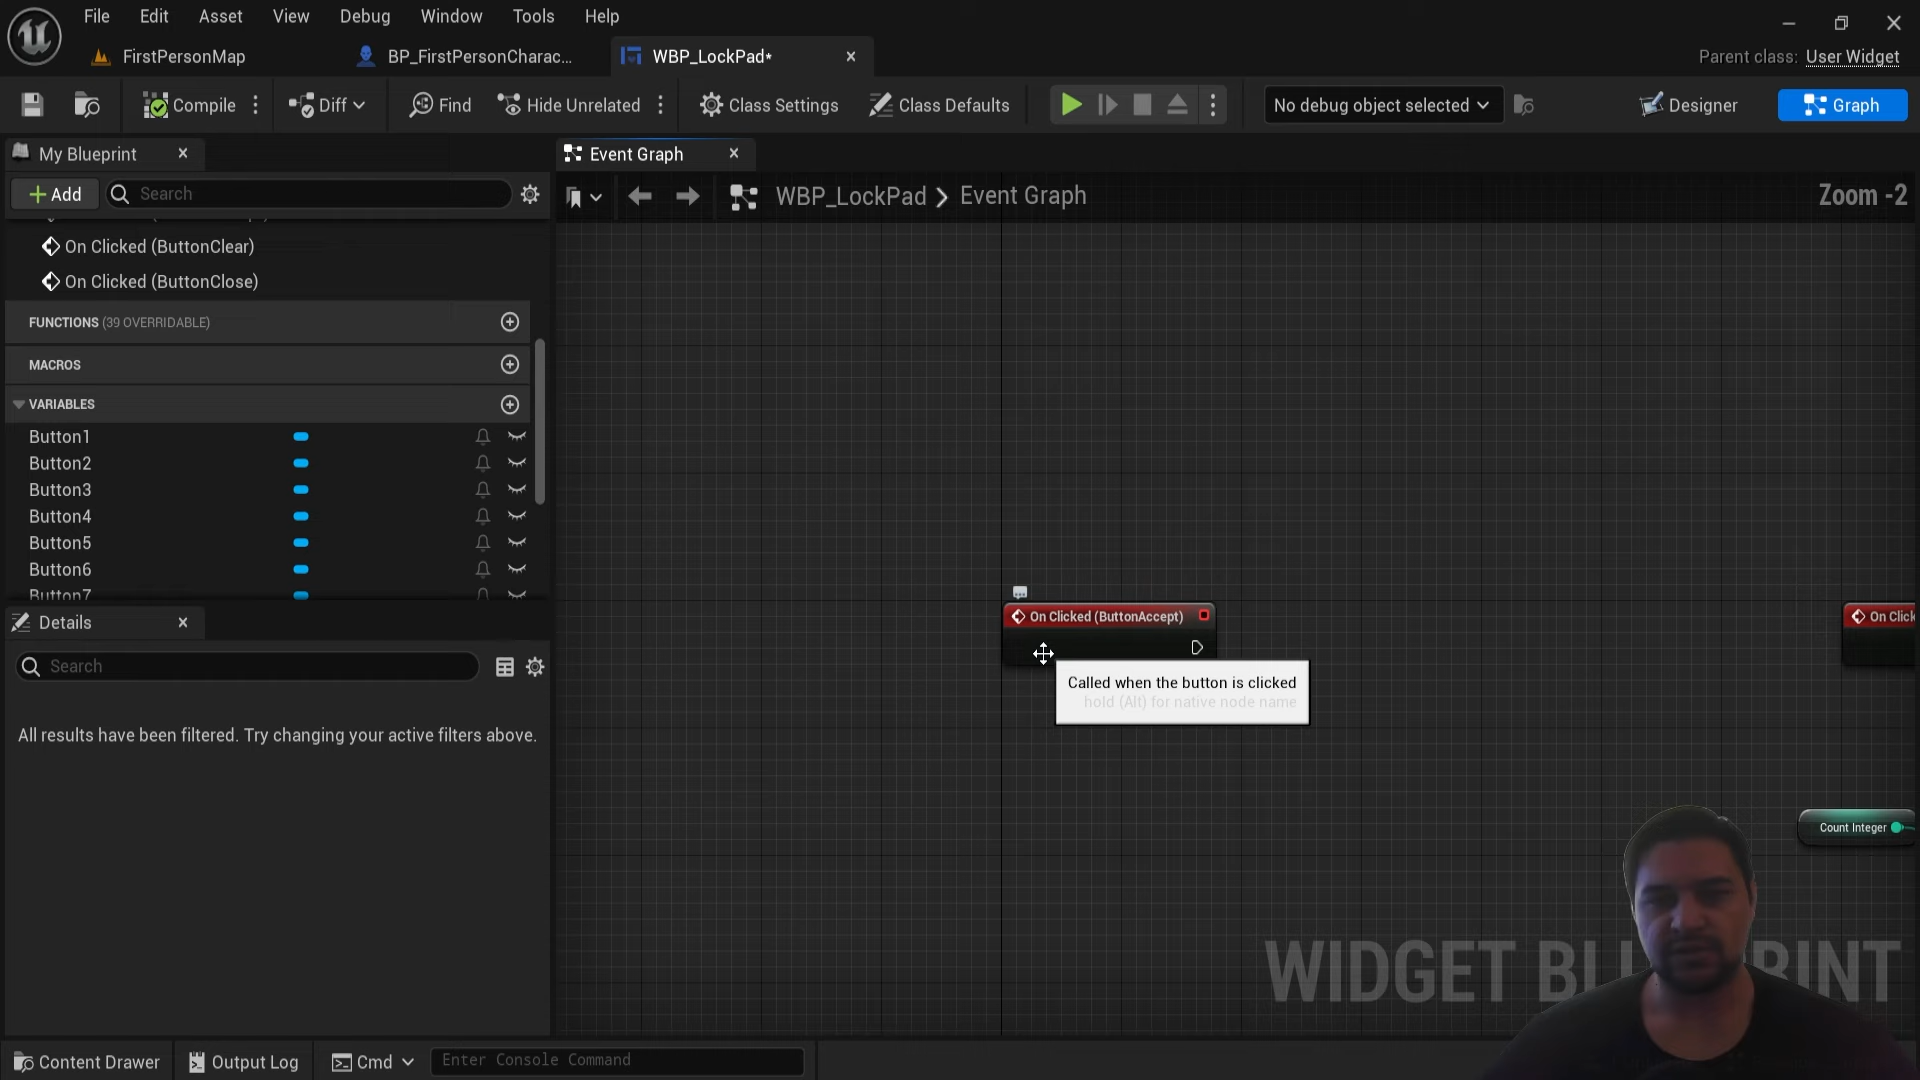 File Edit Asset View Debug Window Tools Help
FirstPersonMap BP_FirstPersonCharac... WBP_LockPad* Parent class: User Widget
Compile Diff Find Hide Unrelated Class Settings Class Defaults No debug object selected Designer Graph
My Blueprint Event Graph
Add Search WBP_LockPad > Event Graph Zoom -2
On Clicked (ButtonClear)
On Clicked (ButtonClose)
FUNCTIONS (39 OVERRIDABLE)
MACROS
VARIABLES
Button1
Button2
Button3
Button4
Button5
Button6
Button7
On Clicked (ButtonAccept) On Click
Details
Search
Called when the button is clicked
hold (Alt) for native node name
All results have been filtered. Try changing your active filters above.
Count Integer
WIDGET
Content Drawer Output Log Cmd Enter Console Command